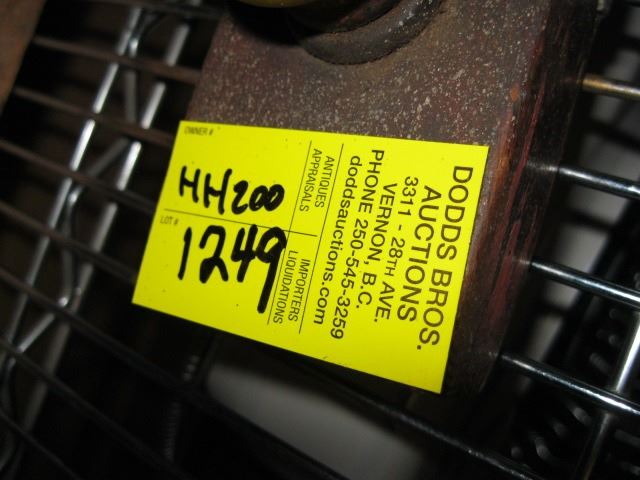 DODDS BROS.
AUCTIONS
3311 - 28TH AVE.
VERNON, B.C.
PHONE 250-545-3259
doddsauctions.com
ANTIQUES
APPRAISALS
IMPORTERS
LIQUIDATIONS
OWNER #
HH200
LOT #
1249